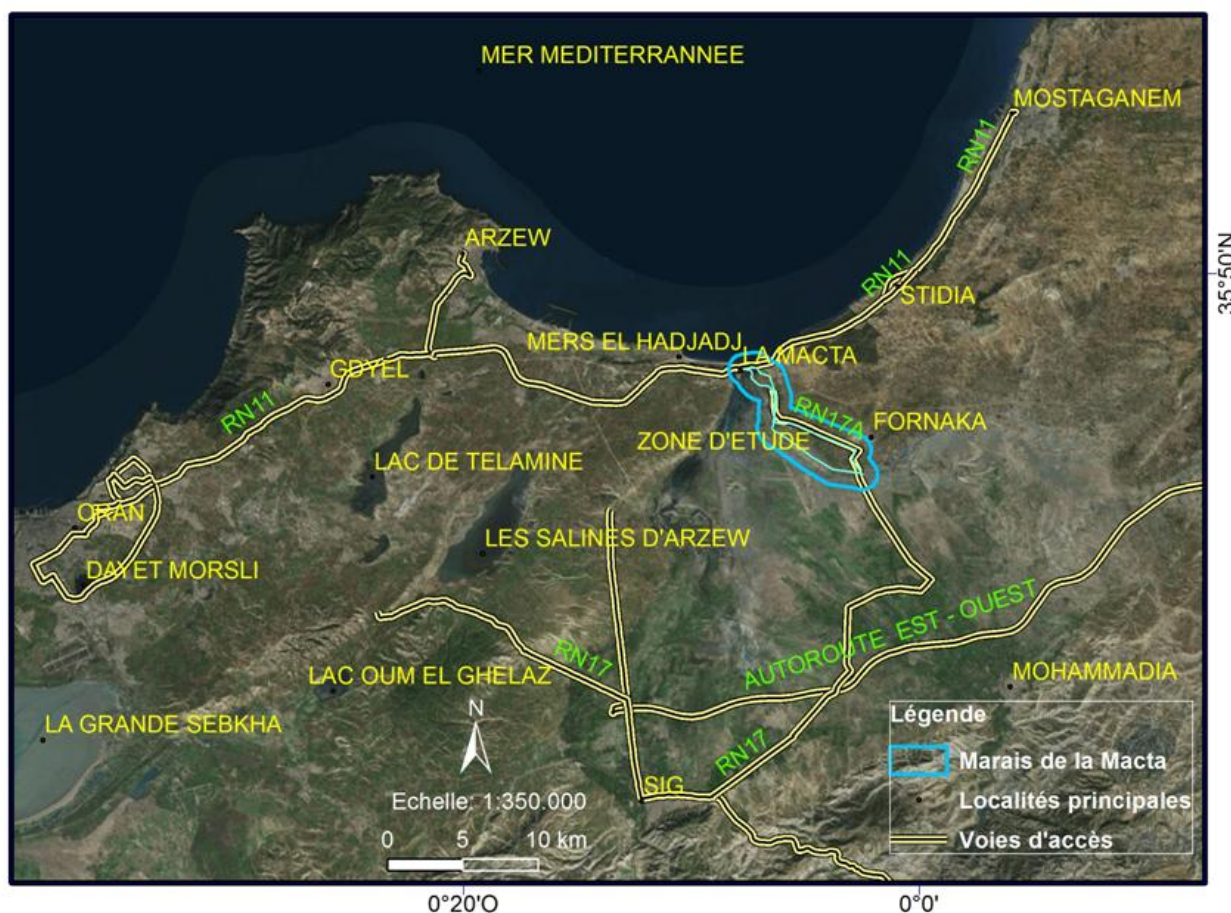 MER MEDITERRANNEE
MOSTAGANEM
RN11
ARZEW
35°50'N
RN11
STIDIA
MERS EL HADJADJ
LA MACTA
GDYEL
RN11
RN17A
FORNAKA
ZONE D'ETUDE
LAC DE TELAMINE
ORAN
LES SALINES D'ARZEW
DAYET MORSLI
AUTOROUTE EST - OUEST
RN17
LAC OUM EL GHELAZ
MOHAMMADIA
LA GRANDE SEBKHA
N
RN17
SIG
Echelle: 1:350.000
0 5 10 km
Légende
Marais de la Macta
Localités principales
Voies d'accès
0°20'O
0°0'